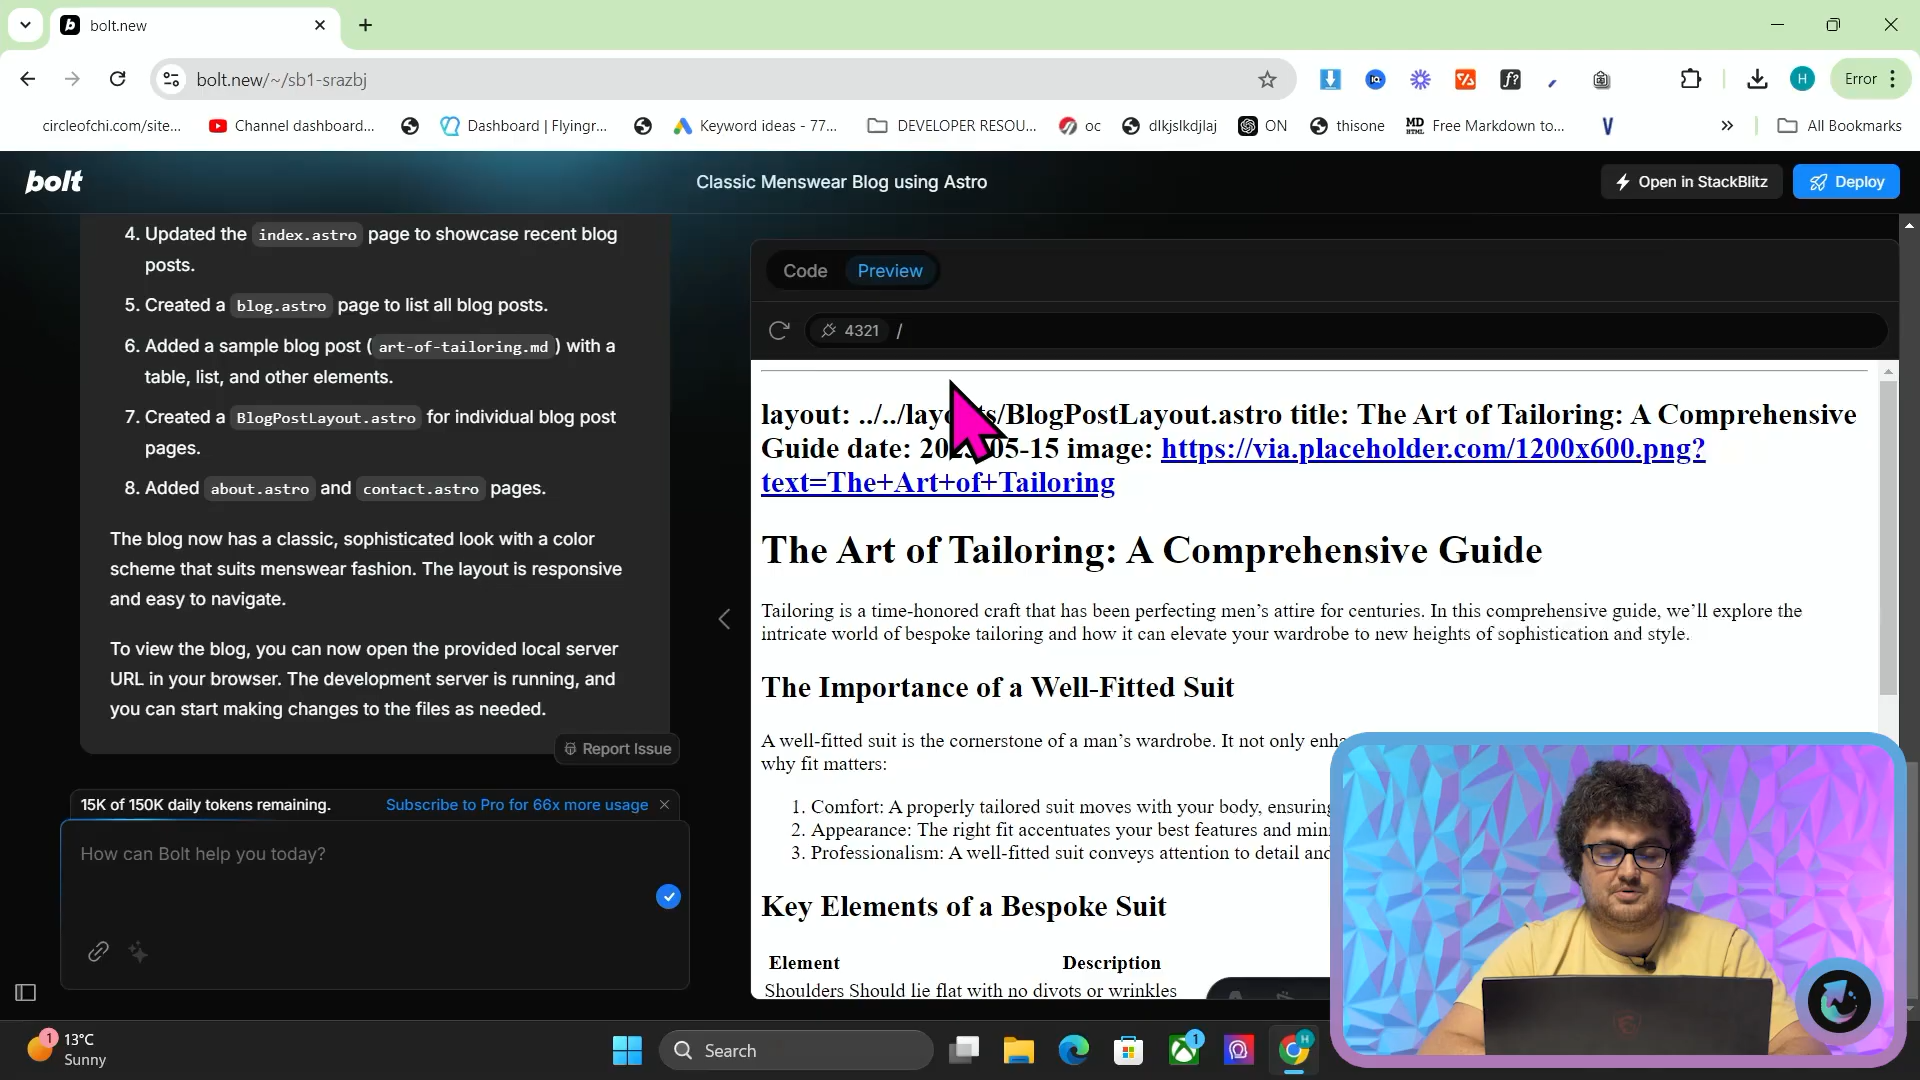 bolt.new
bolt.new/~/sb1-srazbj
Error
circleofchi.com/site...
Channel dashboard...
Dashboard | Flyingr...
Keyword ideas - 77...
DEVELOPER RESOU...
oc
dlkjslkdjlaj
ON
thisone
MD
HTML
Free Markdown to...
All Bookmarks
bolt
Classic Menswear Blog using Astro
Open in StackBlitz
Deploy
4. Updated the index.astro page to showcase recent blog
posts.
5. Created a blog.astro page to list all blog posts.
6. Added a sample blog post ( art-of-tailoring.md ) with a
table, list, and other elements.
7. Created a BlogPostLayout.astro for individual blog post
pages.
8. Added about.astro and contact.astro pages.
The blog now has a classic, sophisticated look with a color
scheme that suits menswear fashion. The layout is responsive
and easy to navigate.
To view the blog, you can now open the provided local server
URL in your browser. The development server is running, and
you can start making changes to the files as needed.
Report Issue
15K of 150K daily tokens remaining.
Subscribe to Pro for 66x more usage
How can Bolt help you today?
Code
Preview
4321 /
layout: ../../ /BlogPostLayout.astro title: The Art of Tailoring: A Comprehensive
Guide date: 05-15 image: https://via.placeholder.com/1200x600.png?
text=The+Art+of+Tailoring
The Art of Tailoring: A Comprehensive Guide
Tailoring is a time-honored craft that has been perfecting men’s attire for centuries. In this comprehensive guide, we’ll explore the
intricate world of bespoke tailoring and how it can elevate your wardrobe to new heights of sophistication and style.
The Importance of a Well-Fitted Suit
A well-fitted suit is the cornerstone of a man’s wardrobe. It not only enha
why fit matters:
1. Comfort: A properly tailored suit moves with your body, ensuring
2. Appearance: The right fit accentuates your best features and min
3. Professionalism: A well-fitted suit conveys attention to detail and
Key Elements of a Bespoke Suit
Element Description
Shoulders Should lie flat with no divots or wrinkles
1
13°C
Sunny
Search
1
H